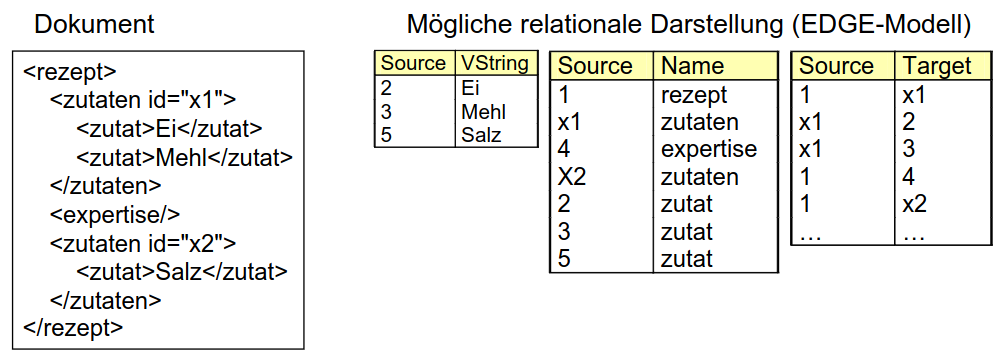 Dokument
<rezept>
<zutaten id="x1">
<zutat>Ei</zutat>
<zutat>Mehl</zutat>
</zutaten>
<expertise/>
<zutaten id="x2">
<zutat>Salz</zutat>
</zutaten>
</rezept>
Mögliche relationale Darstellung (EDGE-Modell)
Source VString
2 Ei
3 Mehl
5 Salz
Source Name
1 rezept
x1 zutaten
4 expertise
X2 zutaten
2 zutat
3 zutat
5 zutat
Source Target
1 x1
x1 2
x1 3
1 4
1 x2
... ...